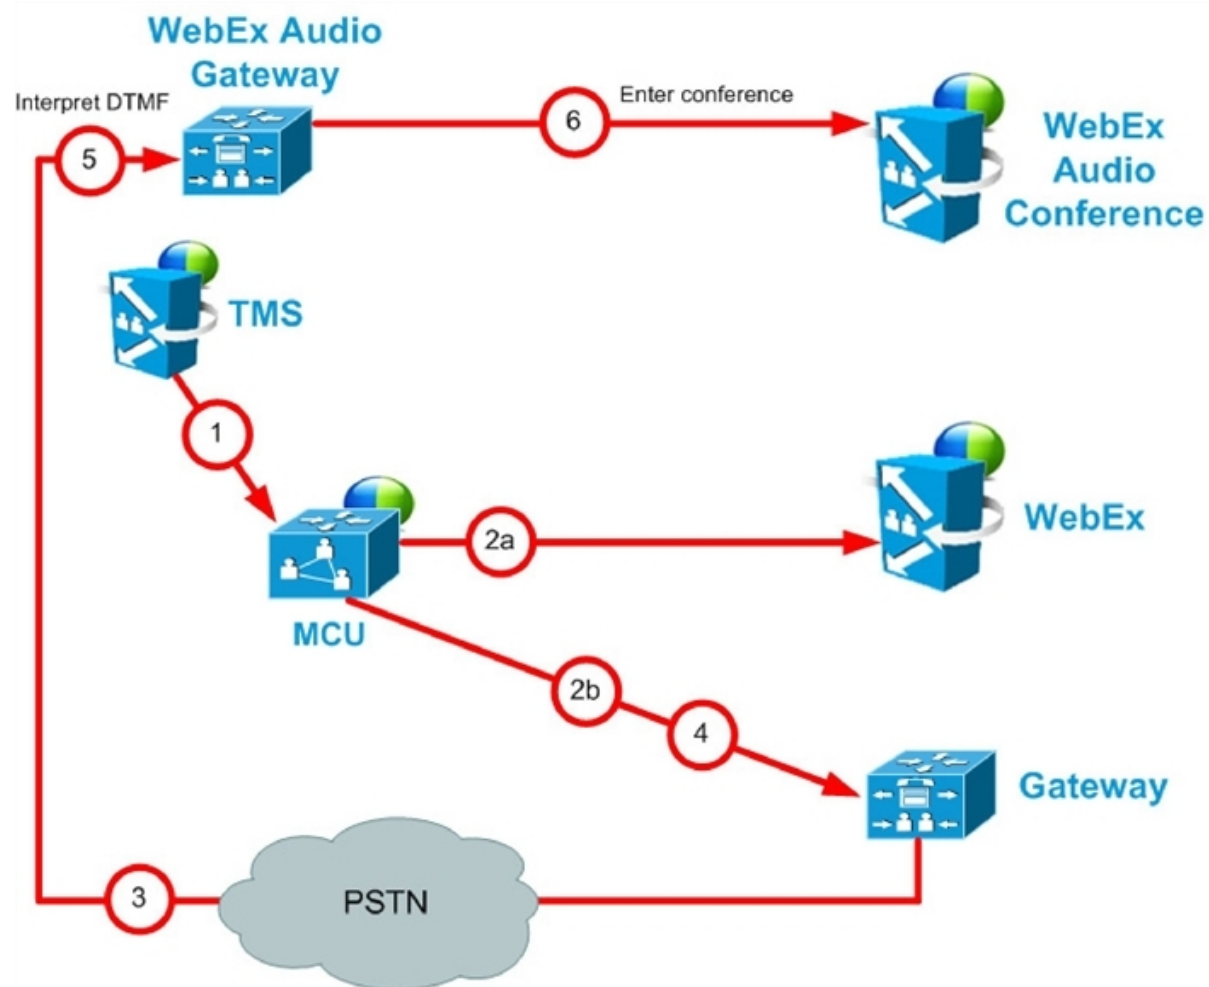 WebEx Audio
Gateway
Interpret DTMF
5
6
Enter conference
WebEx
Audio
Conference
TMS
1
MCU
2a
WebEx
2b
4
Gateway
3
PSTN